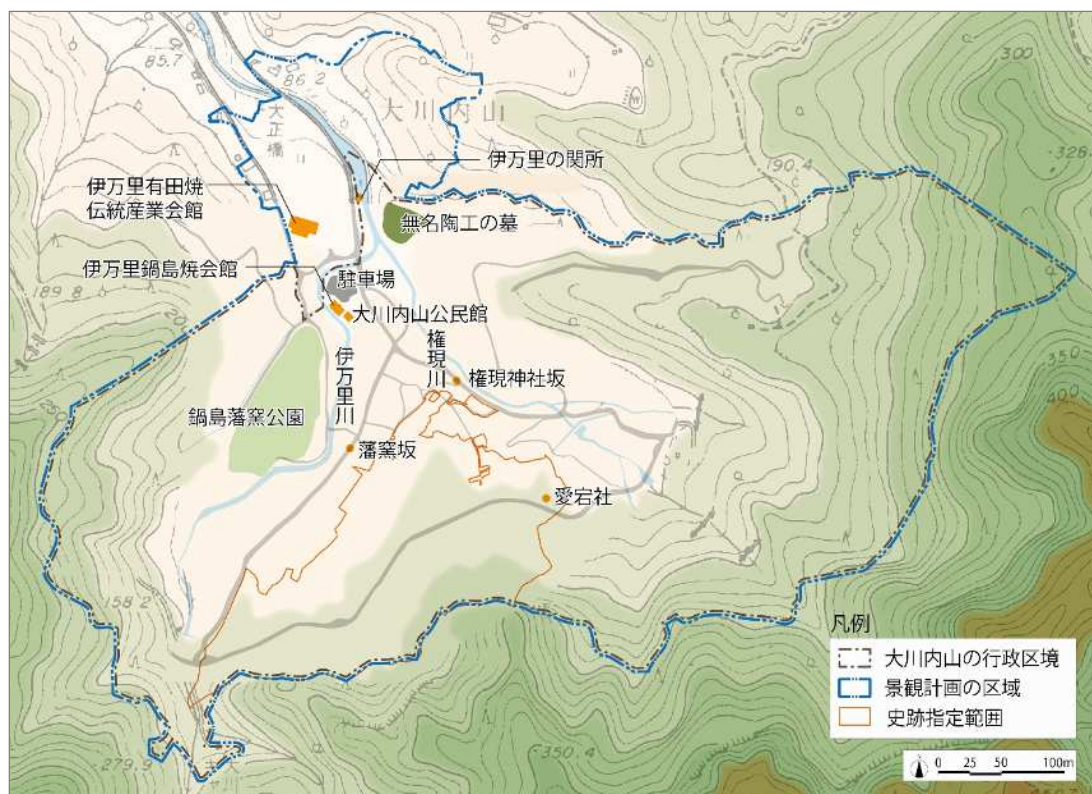 300
85.7
86.2
大川内山
大正橋
190.4
伊万里の関所
伊万里有田焼
伝統産業会館
無名陶工の墓
伊万里鍋島焼会館
駐車場
189.8
大川内山公民館
権現川
伊万里川
権現神社坂
350
400
鍋島藩窯公園
藩窯坂
愛宕社
158.2
279.9
350.4
凡例
大川内山の行政区境
景観計画の区域
史跡指定範囲
0 25 50 100m